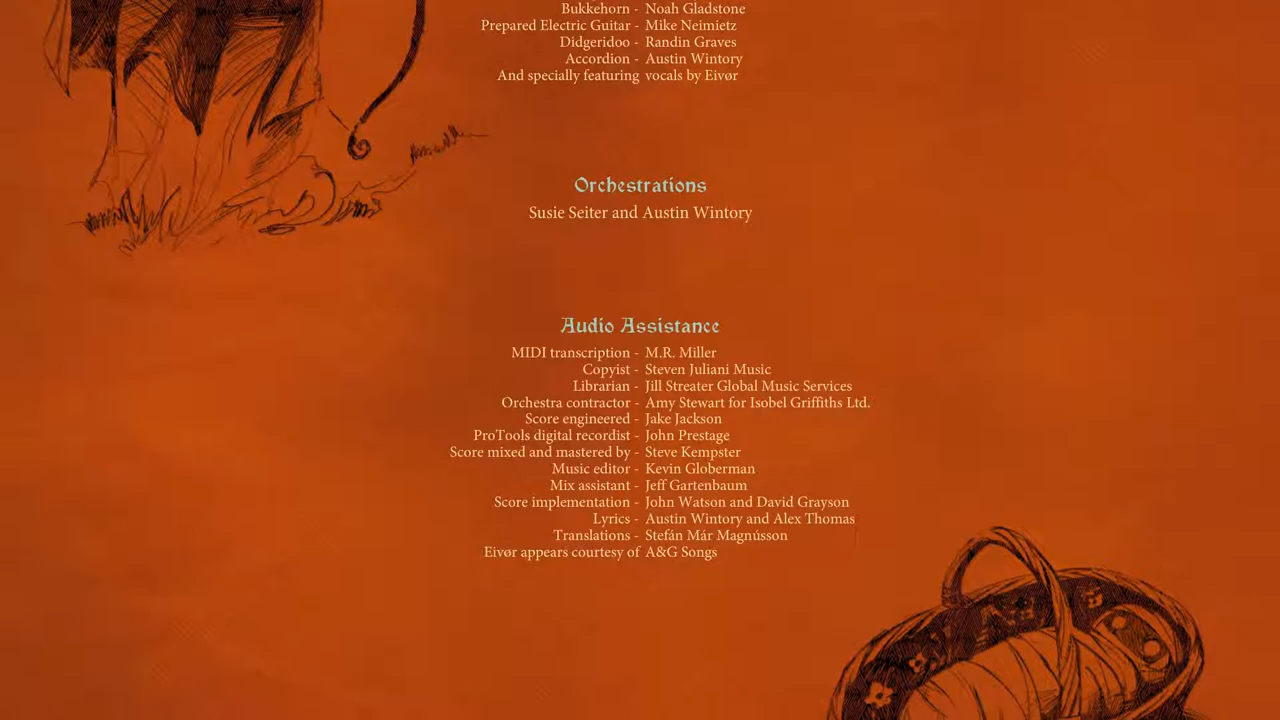 Bukkehorn - Noah Gladstone
Prepared Electric Guitar - Mike Neimietz
Didgeridoo - Randin Graves
Accordion - Austin Wintory
And specially featuring vocals by Eivør
Orchestrations
Susie Seiter and Austin Wintory
Audio Assistance
MIDI transcription - M.R. Miller
Copyist - Steven Juliani Music
Librarian - Jill Streater Global Music Services
Orchestra contractor - Amy Stewart for Isobel Griffiths Ltd.
Score engineered - Jake Jackson
ProTools digital recordist - John Prestage
Score mixed and mastered by - Steve Kempster
Music editor - Kevin Globerman
Mix assistant - Jeff Gartenbaum
Score implementation - John Watson and David Grayson
Lyrics - Austin Wintory and Alex Thomas
Translations - Stefán Már Magnússon
Eivør appears courtesy of A&G Songs